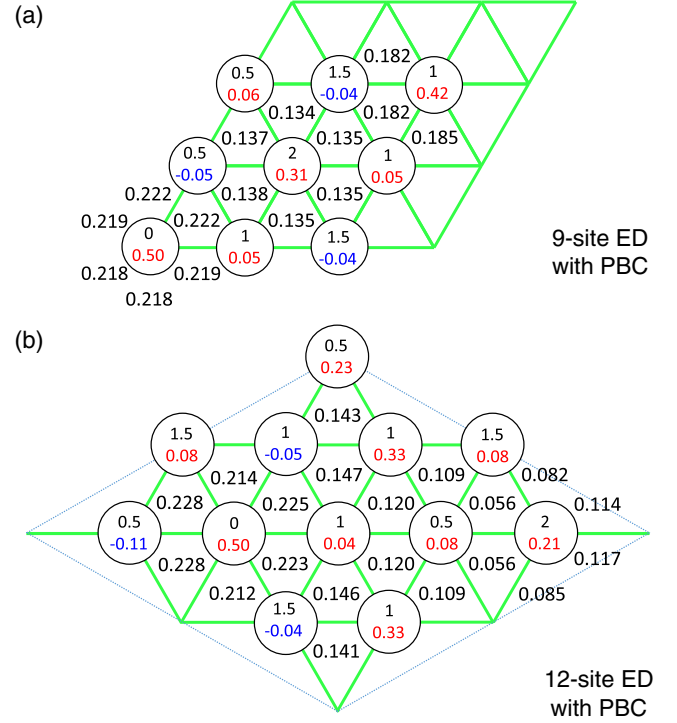 (a)
0.182
0.5 1.5 1
0.06 -0.04 0.42
0.134 0.182
0.137 0.135 0.185
0.5 2 1
-0.05 0.31 0.05
0.222 0.138 0.135
0.219 0.222 0.135
0 1 1.5
0.50 0.05 -0.04
0.218 0.219
0.218
9-site ED
with PBC
(b)
0.5
0.23
0.143
1.5 1 1 1.5
0.08 -0.05 0.33 0.08
0.214 0.147 0.109 0.082
0.228 0.225 0.120 0.056 0.114
0.5 0 1 0.5 2
-0.11 0.50 0.04 0.08 0.21
0.228 0.223 0.120 0.056 0.117
0.212 0.146 0.109 0.085
1.5 1
-0.04 0.33
0.141
12-site ED
with PBC